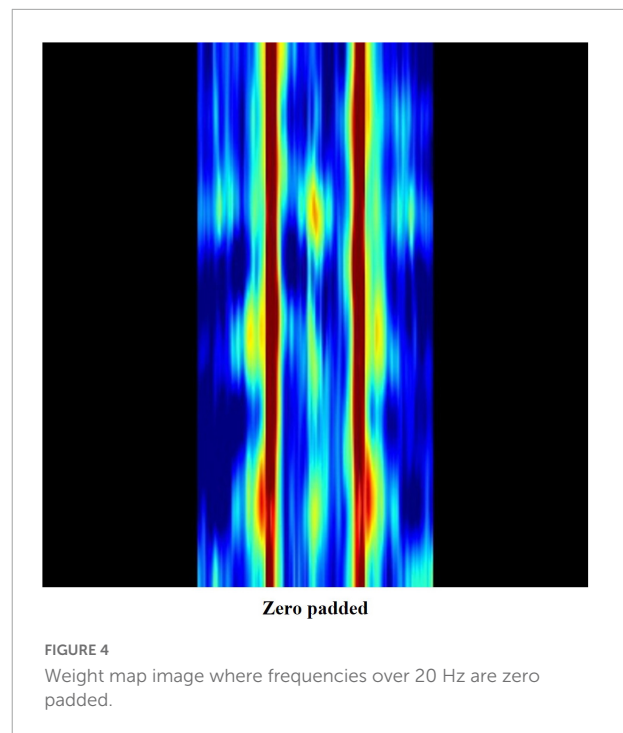 Zero padded
FIGURE 4
Weight map image where frequencies over 20 Hz are zero
padded.